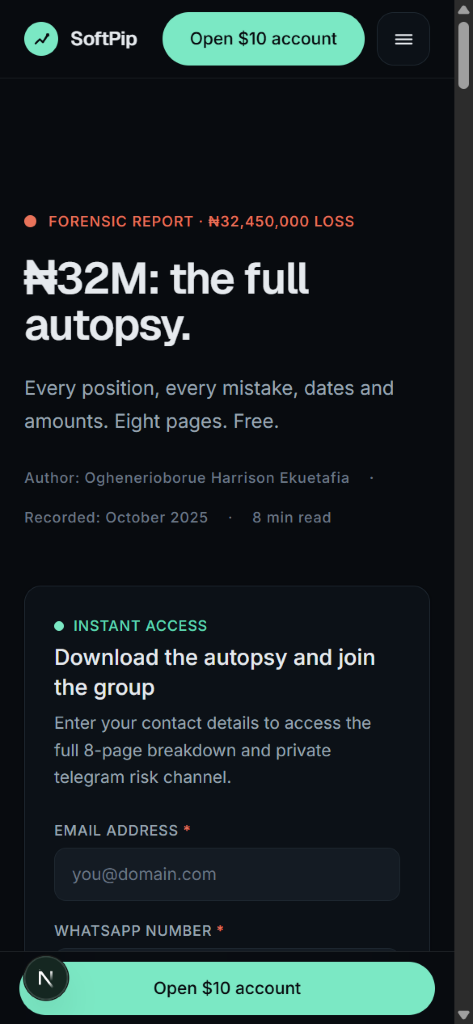 SoftPip
Open $10 account
FORENSIC REPORT · ₦32,450,000 LOSS
₦32M: the full
autopsy.
Every position, every mistake, dates and
amounts. Eight pages. Free.
Author: Oghenerioborue Harrison Ekuetafia ·
Recorded: October 2025 · 8 min read
INSTANT ACCESS
Download the autopsy and join
the group
Enter your contact details to access the
full 8-page breakdown and private
telegram risk channel.
EMAIL ADDRESS *
you@domain.com
WHATSAPP NUMBER *
N
Open $10 account